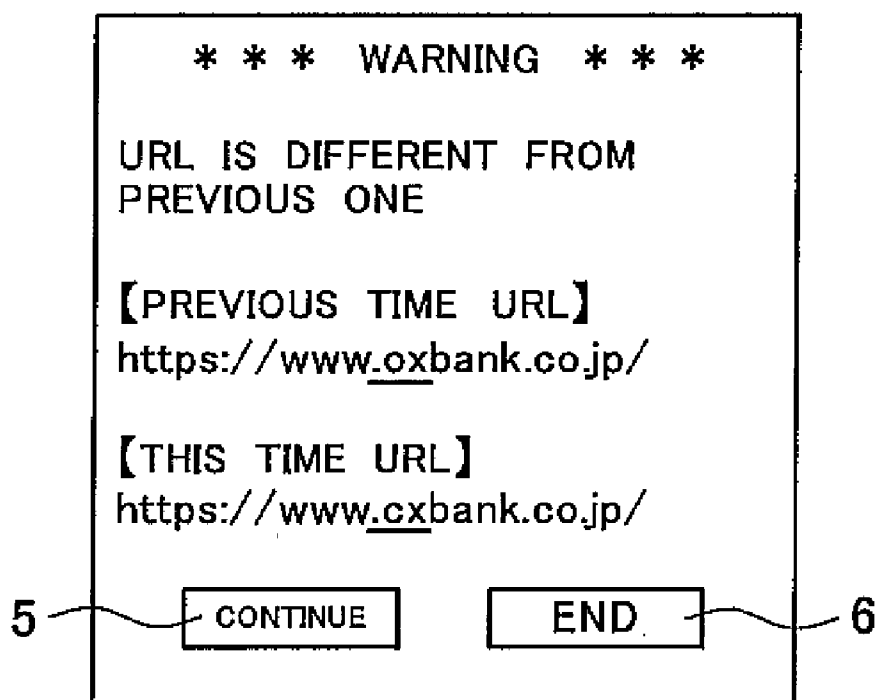 * * * WARNING * * *
URL IS DIFFERENT FROM
PREVIOUS ONE
【PREVIOUS TIME URL】
https://www.oxbank.co.jp/
【THIS TIME URL】
https://www.cxbank.co.jp/
5 CONTINUE END 6